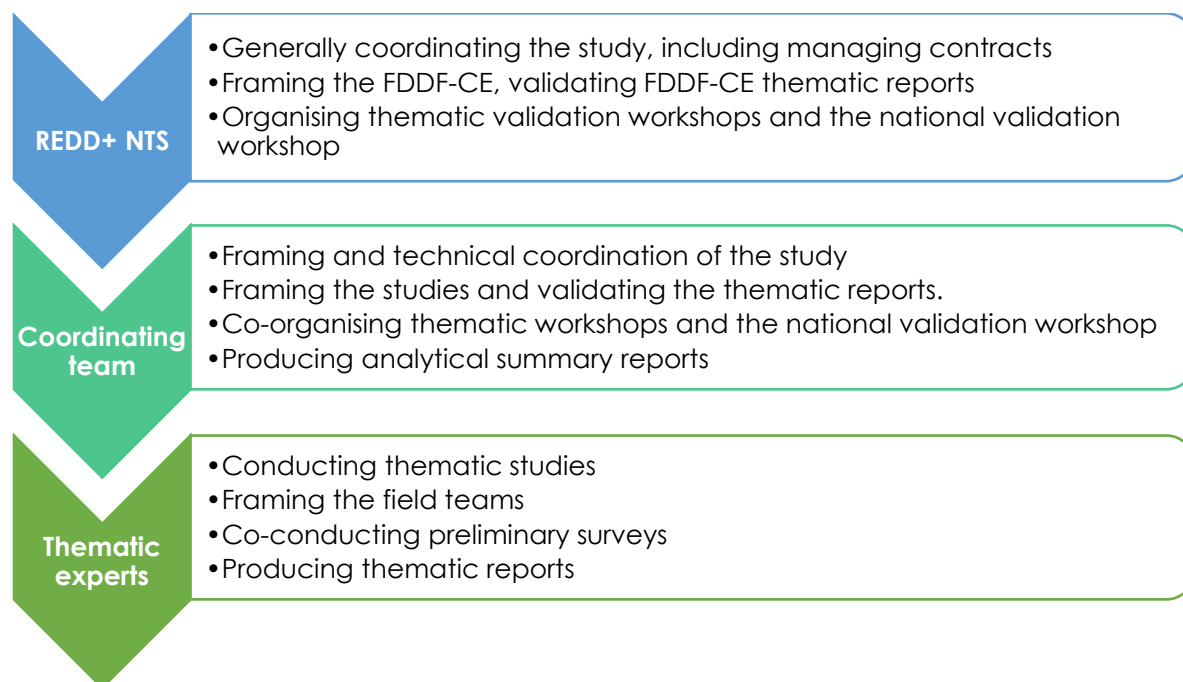 REDD+ NTS
•Generally coordinating the study, including managing contracts
•Framing the FDDF-CE, validating FDDF-CE thematic reports
•Organising thematic validation workshops and the national validation
workshop
Coordinating
team
•Framing and technical coordination of the study
•Framing the studies and validating the thematic reports.
•Co-organising thematic workshops and the national validation workshop
•Producing analytical summary reports
Thematic
experts
•Conducting thematic studies
•Framing the field teams
•Co-conducting preliminary surveys
•Producing thematic reports